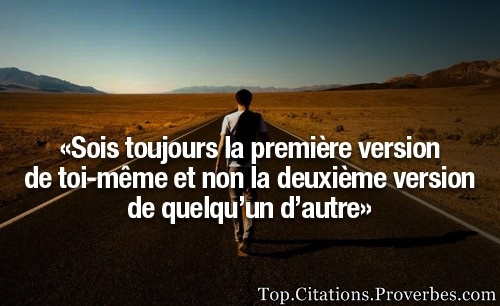 «Sois toujours la première version
de toi-même et non la deuxième version
de quelqu’un d’autre»
Top.Citations.Proverbes.com